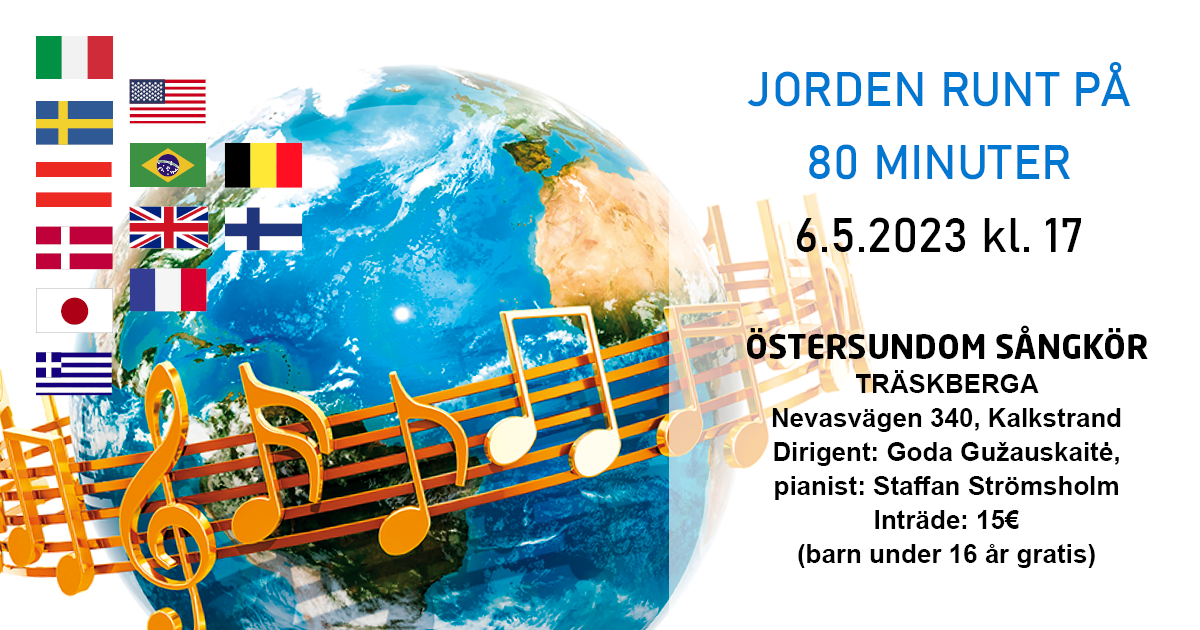 JORDEN RUNT PÅ
80 MINUTER
6.5.2023 kl. 17
ÖSTERSUNDOM SÅNGKÖR
TRÄSKBERGA
Nevasvägen 340, Kalkstrand
Dirigent: Goda Gužauskaitė,
pianist: Staffan Strömsholm
Inträde: 15€
(barn under 16 år gratis)